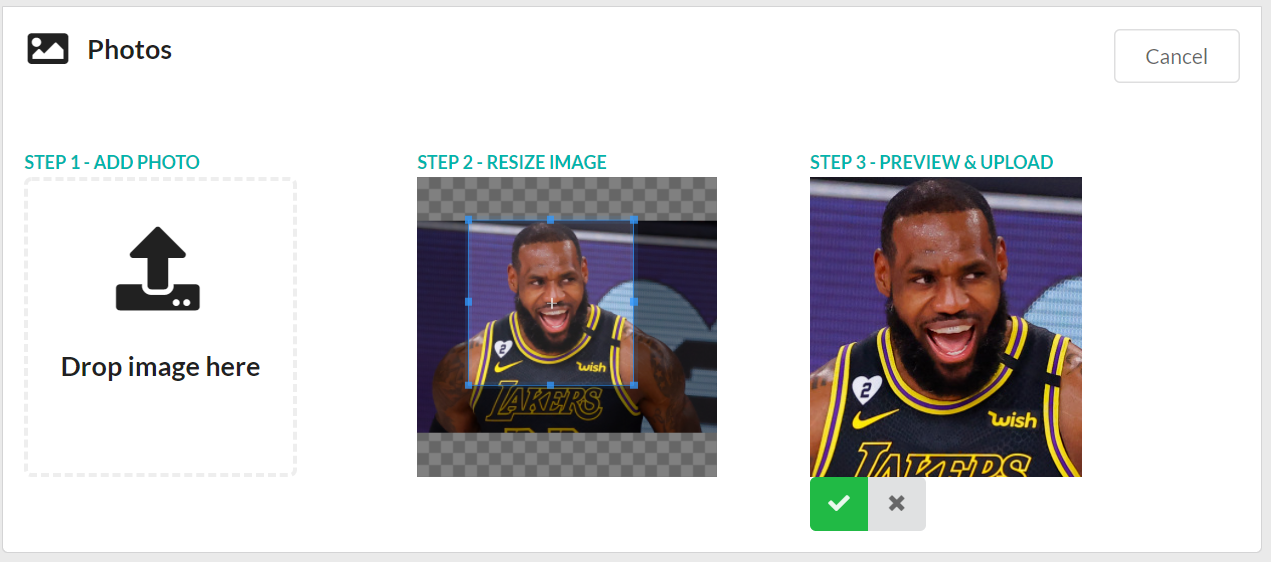 Photos
Cancel
STEP 1 - ADD PHOTO
STEP 2 - RESIZE IMAGE
STEP 3 - PREVIEW & UPLOAD
Drop image here
2
wish
LAKERS
2
wish
LAKERS